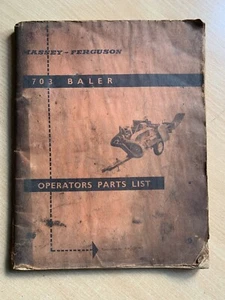 MASSEY - FERGUSON
703 BALER
OPERATORS PARTS LIST